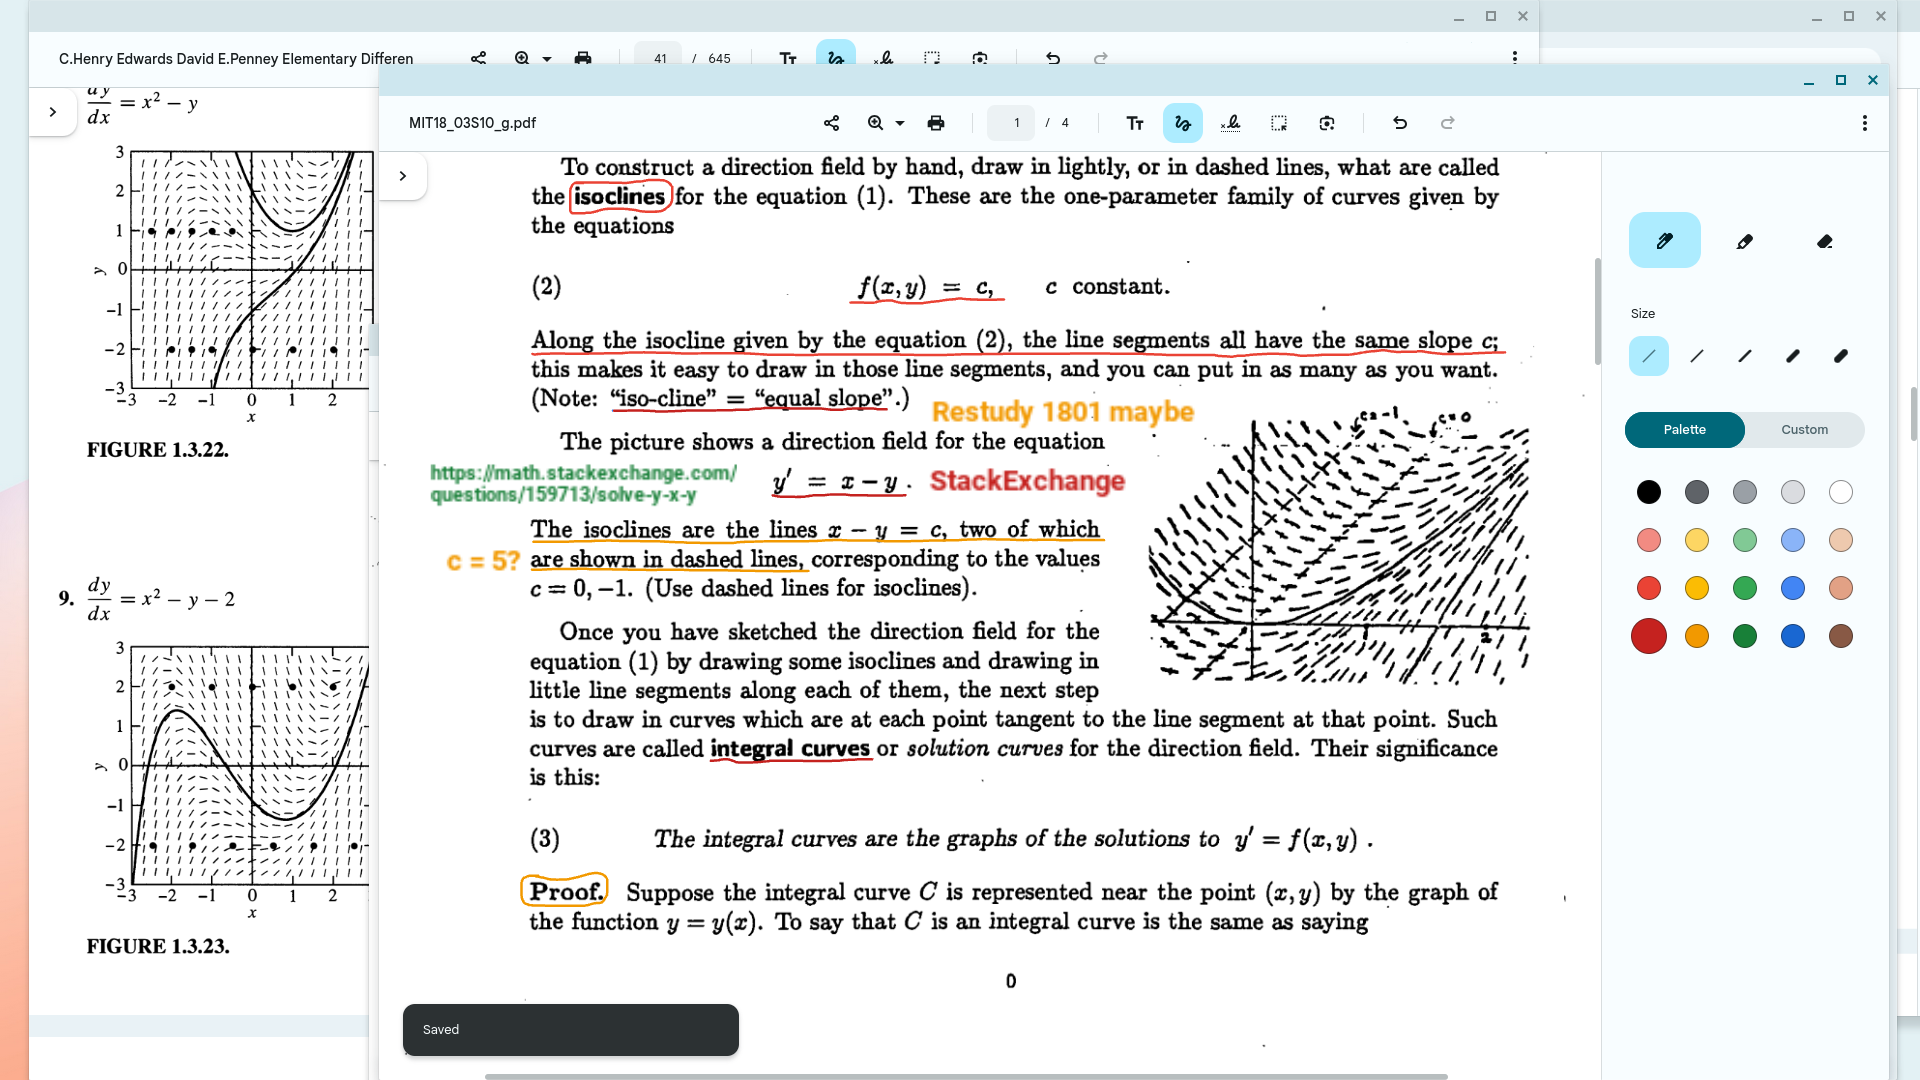 C.Henry Edwards David E.Penney Elementary Differen
41 / 645
dy/dx = x² − y
3
2
1
0
−1
−2
−3
y
−3 −2 −1 0 1 2
x
FIGURE 1.3.22.
9. dy/dx = x² − y − 2
3
2
1
0
−1
−2
−3
y
−3 −2 −1 0 1 2
x
FIGURE 1.3.23.
MIT18_03S10_g.pdf
1 / 4
To construct a direction field by hand, draw in lightly, or in dashed lines, what are called
the isoclines for the equation (1). These are the one-parameter family of curves given by
the equations
(2) f(x, y) = c, c constant.
Along the isocline given by the equation (2), the line segments all have the same slope c;
this makes it easy to draw in those line segments, and you can put in as many as you want.
(Note: “iso-cline” = “equal slope”.)
Restudy 1801 maybe
The picture shows a direction field for the equation
https://math.stackexchange.com/
questions/159713/solve-y-x-y
y′ = x − y .
StackExchange
The isoclines are the lines x − y = c, two of which
c = 5?
are shown in dashed lines, corresponding to the values
c = 0, −1. (Use dashed lines for isoclines).
c=-1 c=0
1 2
Once you have sketched the direction field for the
equation (1) by drawing some isoclines and drawing in
little line segments along each of them, the next step
is to draw in curves which are at each point tangent to the line segment at that point. Such
curves are called integral curves or solution curves for the direction field. Their significance
is this:
(3) The integral curves are the graphs of the solutions to y′ = f(x, y) .
Proof. Suppose the integral curve C is represented near the point (x, y) by the graph of
the function y = y(x). To say that C is an integral curve is the same as saying
0
Saved
Size
Palette
Custom